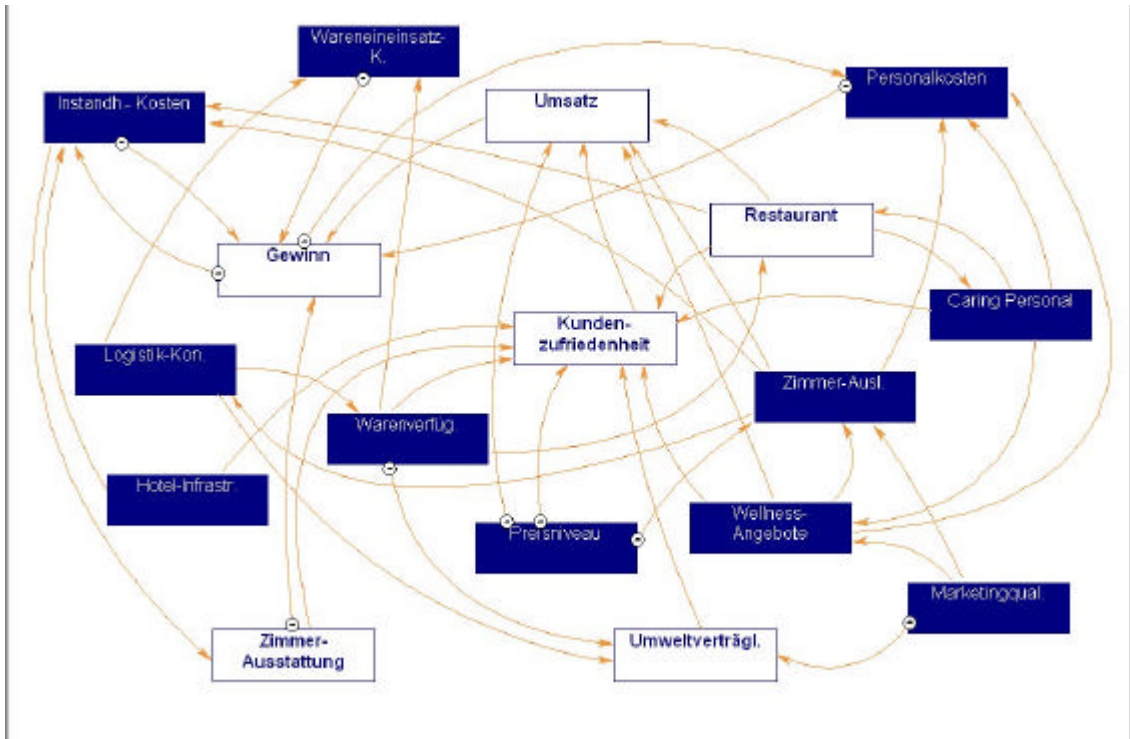 Wareneineinsatz-
K.
Personalkosten
Instandh.- Kosten
Umsatz
Restaurant
Gewinn
Caring Personal
Kunden-
zufriedenheit
Logistik-Kon.
Zimmer-Ausl.
Warenverfüg.
Hotel-Infrastr.
Wellness-
Angebote
Preisniveau
Marketingqual.
Zimmer-
Ausstattung
Umweltverträgl.